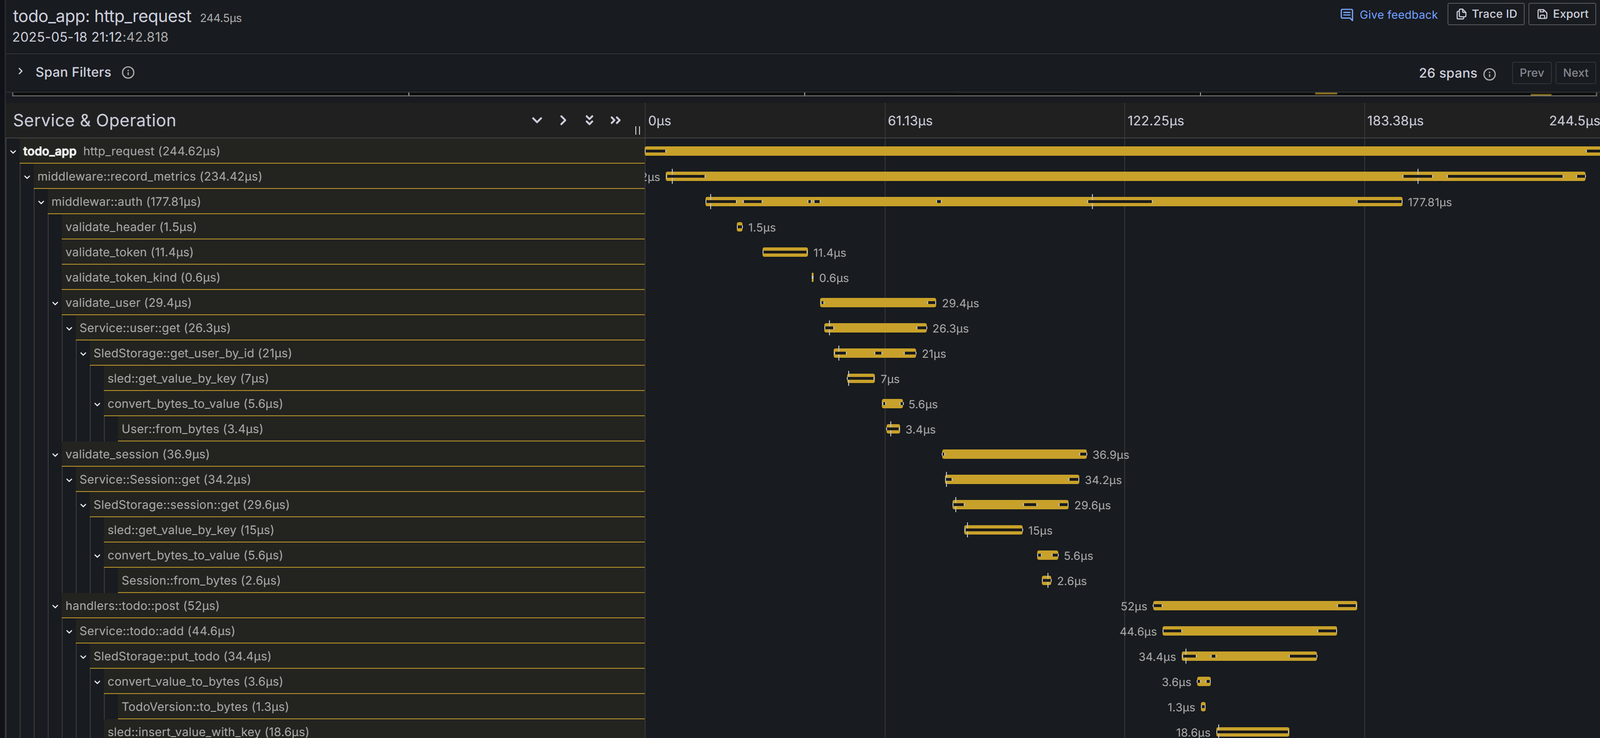 todo_app: http_request 244.5µs
Give feedback Trace ID Export
2025-05-18 21:12:42.818
Span Filters
26 spans Prev Next
Service & Operation
0µs 61.13µs 122.25µs 183.38µs 244.5µs
todo_app http_request (244.62µs)
middleware::record_metrics (234.42µs) 2µs
middlewar::auth (177.81µs) 177.81µs
validate_header (1.5µs) 1.5µs
validate_token (11.4µs) 11.4µs
validate_token_kind (0.6µs) 0.6µs
validate_user (29.4µs) 29.4µs
Service::user::get (26.3µs) 26.3µs
SledStorage::get_user_by_id (21µs) 21µs
sled::get_value_by_key (7µs) 7µs
convert_bytes_to_value (5.6µs) 5.6µs
User::from_bytes (3.4µs) 3.4µs
validate_session (36.9µs) 36.9µs
Service::Session::get (34.2µs) 34.2µs
SledStorage::session::get (29.6µs) 29.6µs
sled::get_value_by_key (15µs) 15µs
convert_bytes_to_value (5.6µs) 5.6µs
Session::from_bytes (2.6µs) 2.6µs
handlers::todo::post (52µs) 52µs
Service::todo::add (44.6µs) 44.6µs
SledStorage::put_todo (34.4µs) 34.4µs
convert_value_to_bytes (3.6µs) 3.6µs
TodoVersion::to_bytes (1.3µs) 1.3µs
sled::insert_value_with_key (18.6µs) 18.6µs